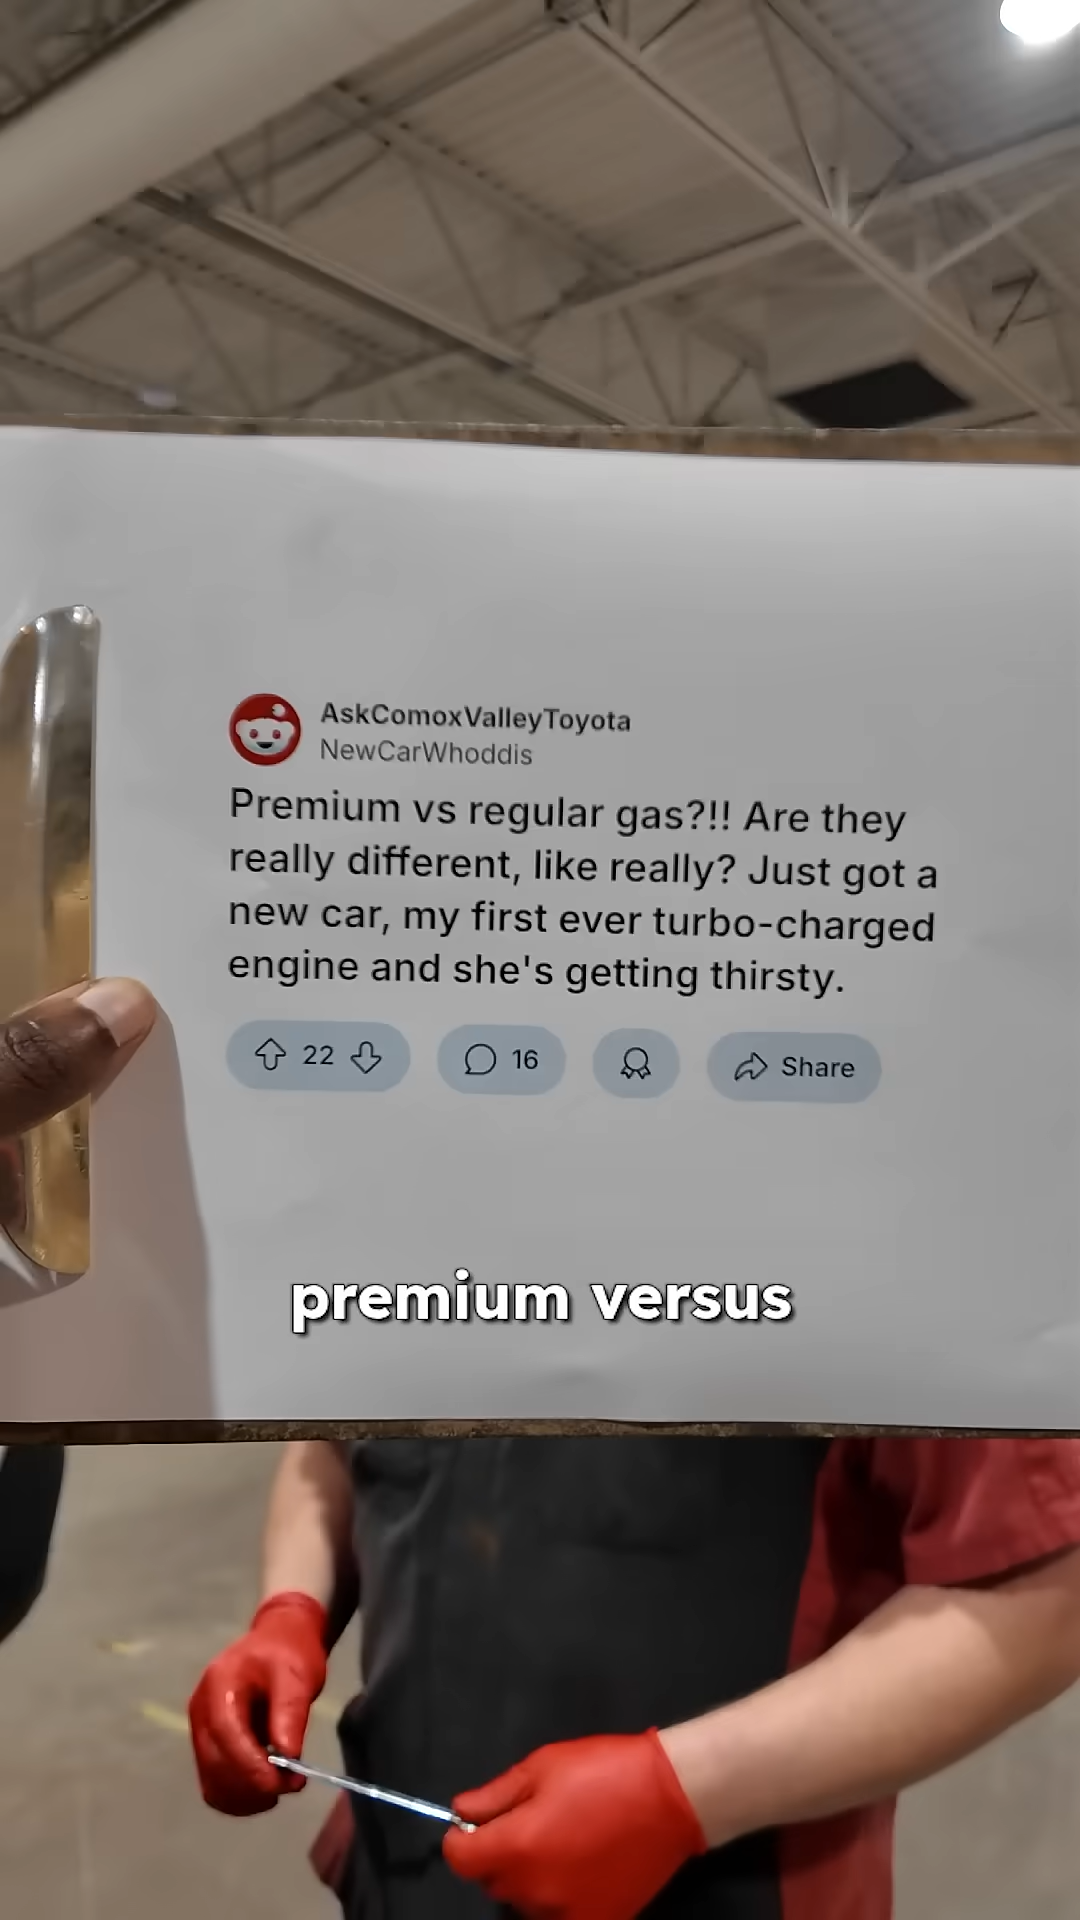 AskComoxValleyToyota
NewCarWhoddis
Premium vs regular gas?!! Are they
really different, like really? Just got a
new car, my first ever turbo-charged
engine and she's getting thirsty.
22
16
Share
premium versus